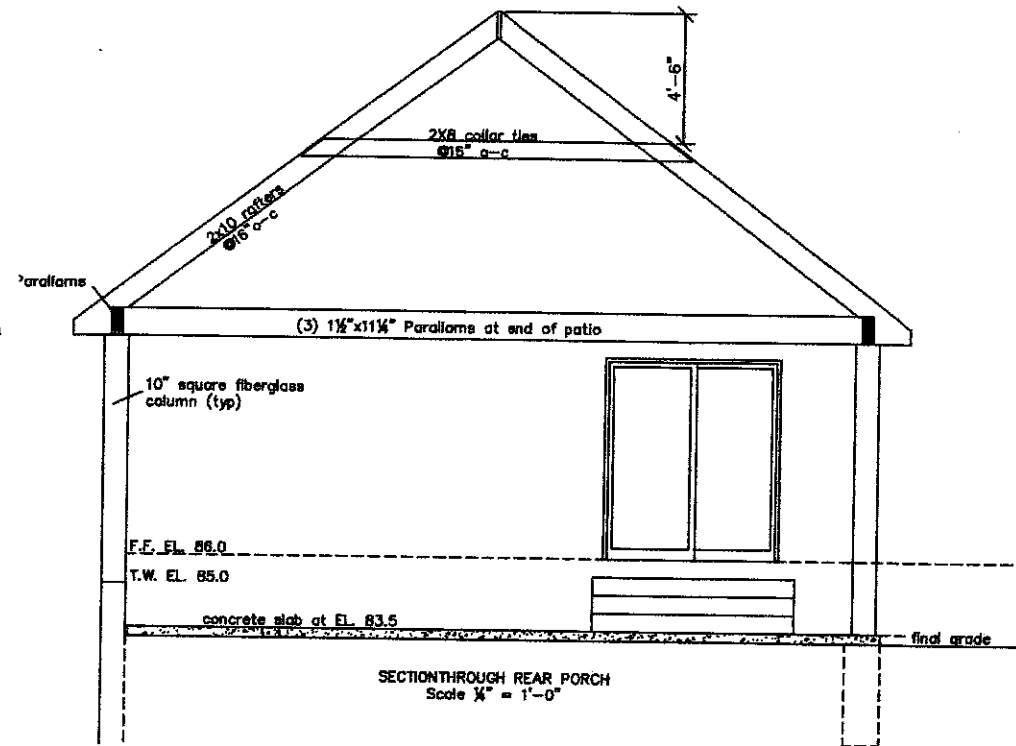 4'-6"
2X8 collar ties
@16" o-c
2x10 rafters
@16" o-c
Parallams
(3) 1½"x11¼" Parallams at end of patio
10" square fiberglass
column (typ)
F.F. EL. 86.0
T.W. EL. 85.0
concrete slab at EL. 83.5
final grade
SECTIONTHROUGH REAR PORCH
Scale ¼" = 1'-0"